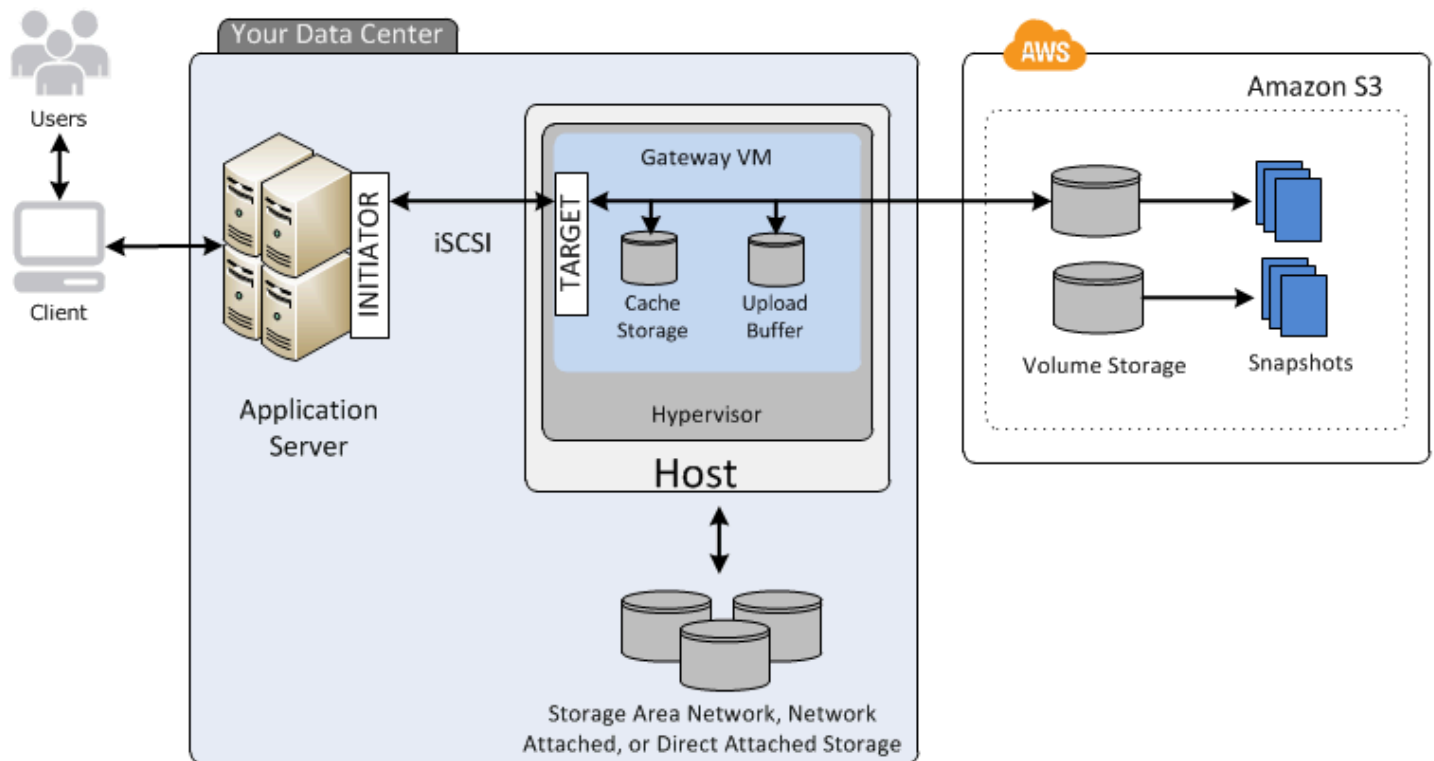 Your Data Center
AWS
Amazon S3
Users
Client
INITIATOR
iSCSI
TARGET
Gateway VM
Cache
Storage
Upload
Buffer
Volume Storage
Snapshots
Application
Server
Hypervisor
Host
Storage Area Network, Network
Attached, or Direct Attached Storage